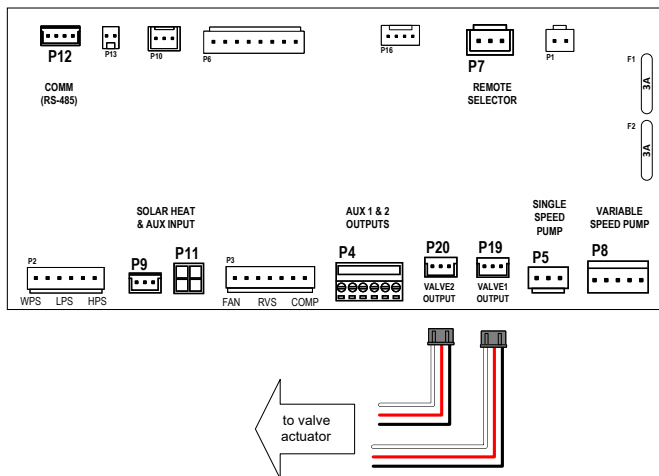 P12
P13
P10
P6
P16
P7
P1
F1
3A
COMM
(RS-485)
REMOTE
SELECTOR
F2
3A
SOLAR HEAT
& AUX INPUT
AUX 1 & 2
OUTPUTS
SINGLE
SPEED
PUMP
VARIABLE
SPEED PUMP
P2
P9
P11
P3
P4
P20
P19
P5
P8
VALVE2
OUTPUT
VALVE1
OUTPUT
WPS LPS HPS
FAN RVS COMP
to valve
actuator